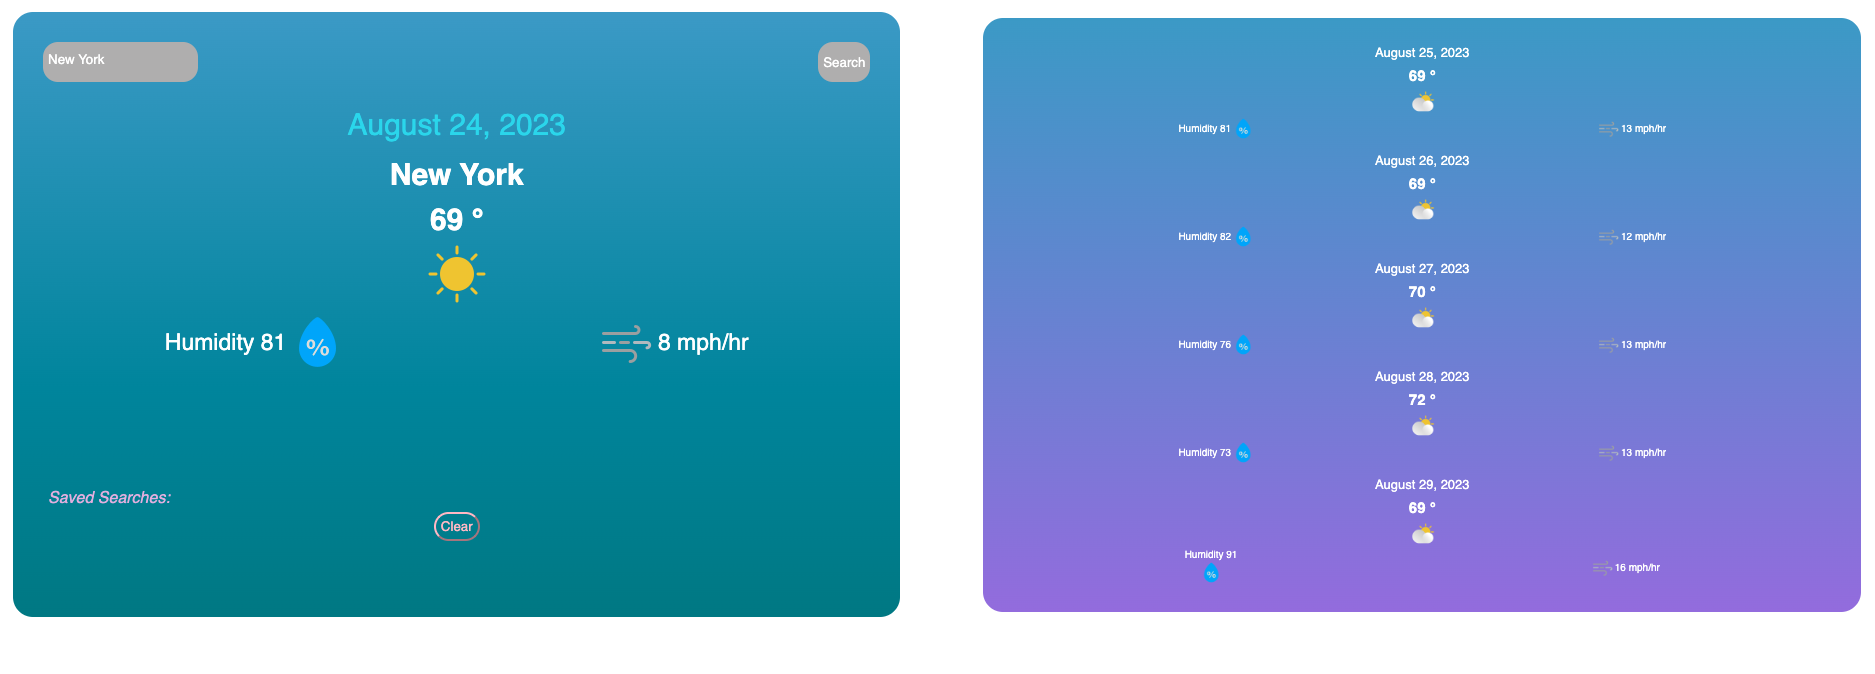 New York
Search
August 24, 2023
New York
69 °
Humidity 81 %
8 mph/hr
Saved Searches:
Clear
August 25, 2023
69 °
Humidity 81 %
13 mph/hr
August 26, 2023
69 °
Humidity 82 %
12 mph/hr
August 27, 2023
70 °
Humidity 76 %
13 mph/hr
August 28, 2023
72 °
Humidity 73 %
13 mph/hr
August 29, 2023
69 °
Humidity 91
%
16 mph/hr